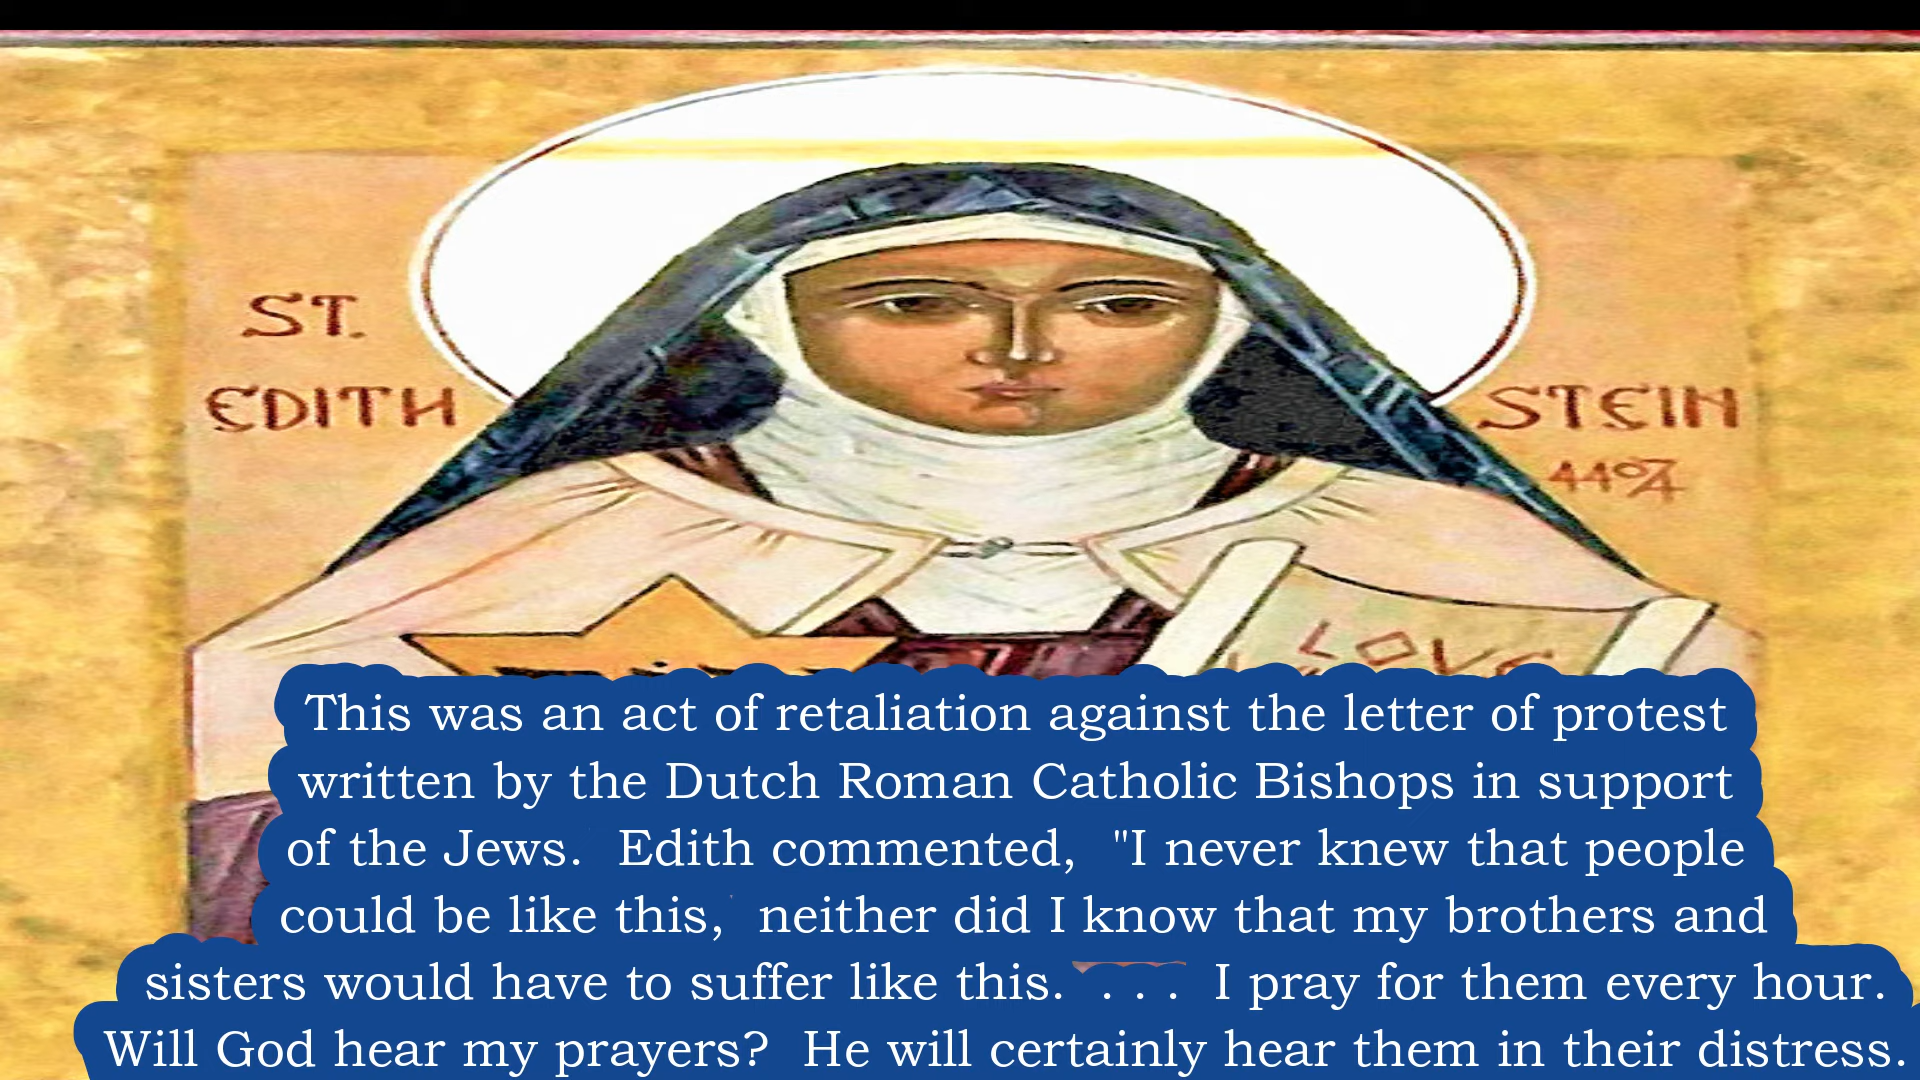 ST.
EDITH
STEIN
44074
LOVE
This was an act of retaliation against the letter of protest
written by the Dutch Roman Catholic Bishops in support
of the Jews.  Edith commented,  "I never knew that people
could be like this,  neither did I know that my brothers and
sisters would have to suffer like this.  . . .  I pray for them every hour.
Will God hear my prayers?  He will certainly hear them in their distress.